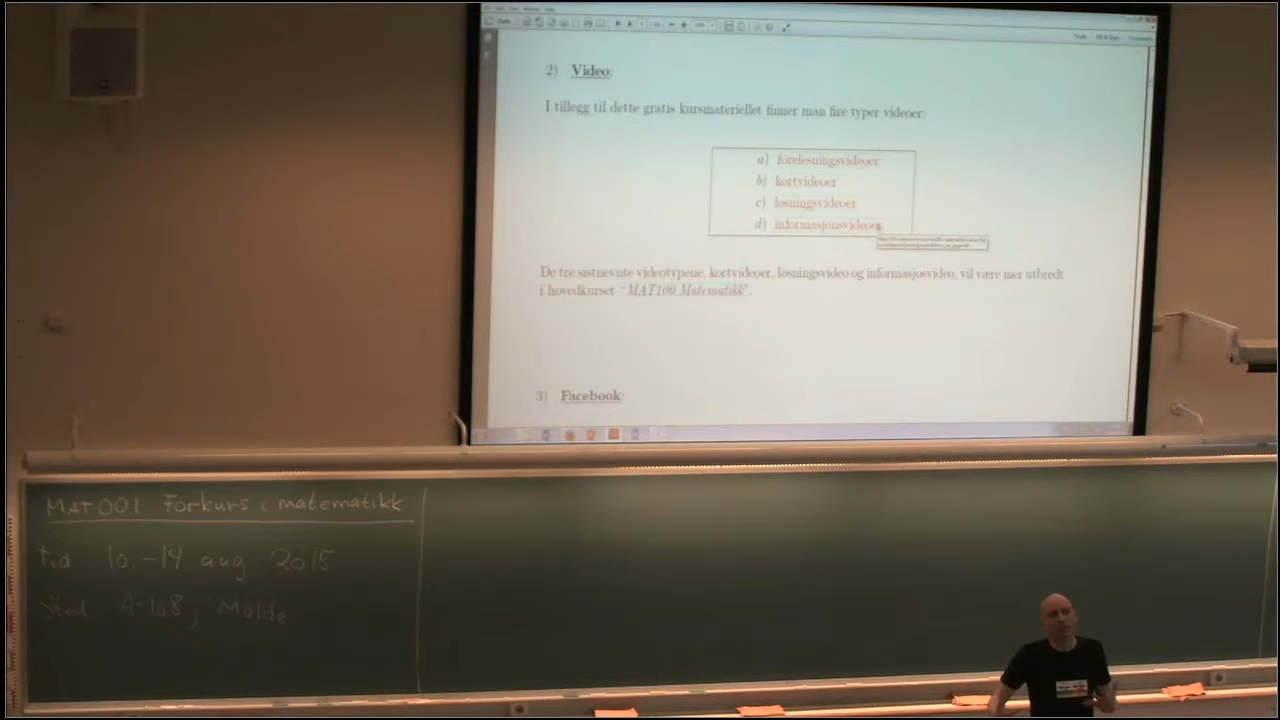 2) Video:
I tillegg til dette gratis kursmateriellet finner man fire typer videoer:
a) forelesningsvideoer
b) kortvideoer
c) løsningsvideoer
d) informasjonsvideoer
De tre sistnevnte videotypene, kortvideoer, løsningsvideo og informasjosvideo, vil være mer utbredt
i hovedkurset "MAT100 Matematikk".
3) Facebook:
MAT001 Forkurs i matematikk
tid 10.-14 aug 2015
sted A-108, Molde